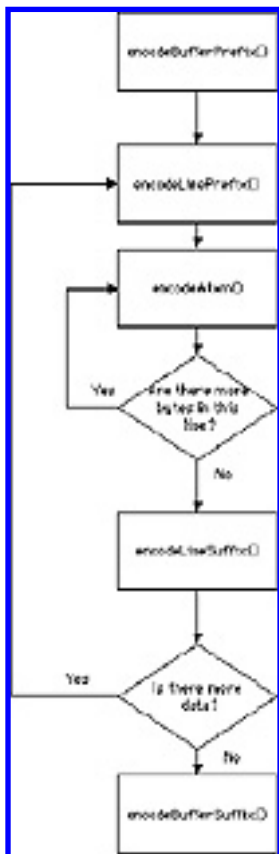 encodeBufferPrefix()
encodeLinePrefix()
encodeAtom()
Yes
Are there more
bytes in this
line?
No
encodeLineSuffix()
Yes
Is there more
data?
No
encodeBufferSuffix()